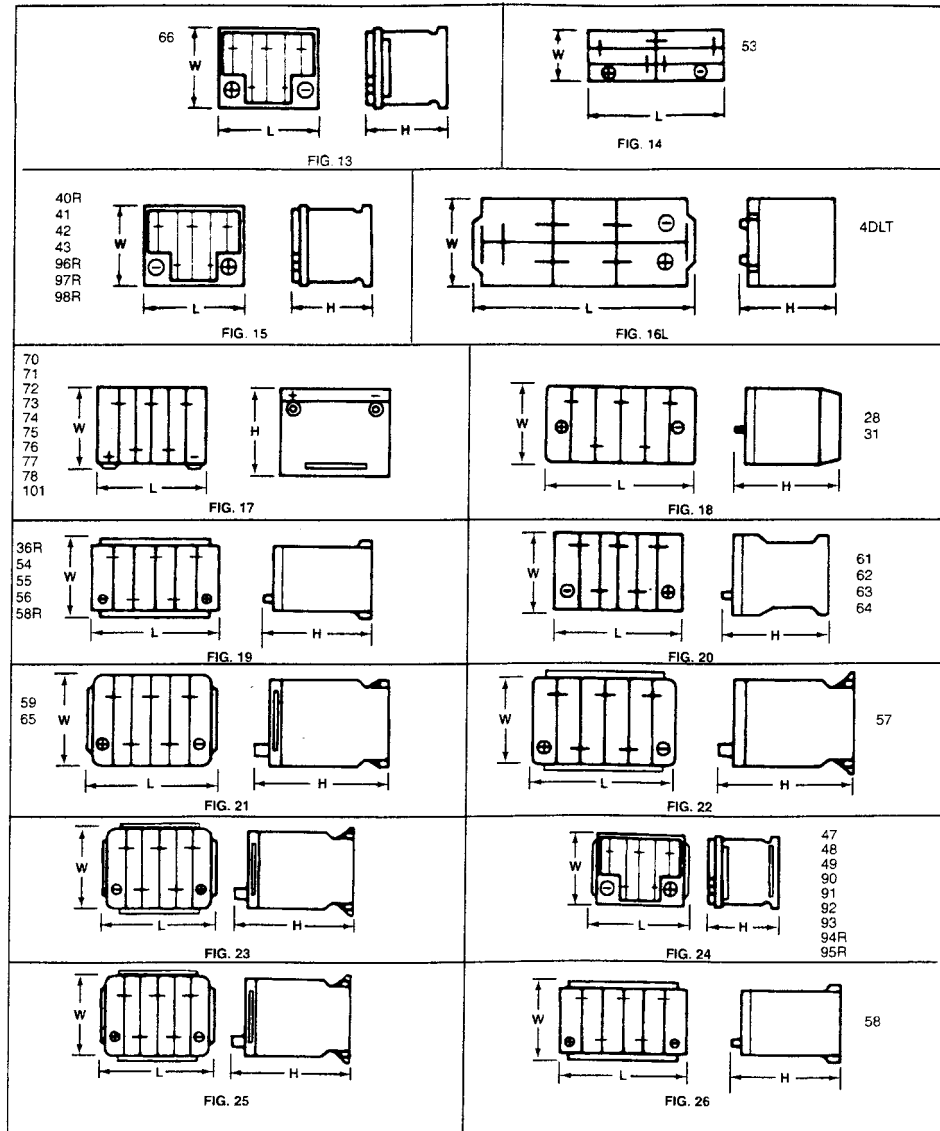 66
W
L
H
FIG. 13
W
L
53
FIG. 14
40R
41
42
43
96R
97R
98R
W
L
H
FIG. 15
W
L
H
4DLT
FIG. 16L
70
71
72
73
74
75
76
77
78
101
W
L
H
FIG. 17
W
L
H
28
31
FIG. 18
36R
54
55
56
58R
W
L
H
FIG. 19
W
L
H
61
62
63
64
FIG. 20
59
65
W
L
H
FIG. 21
W
L
H
57
FIG. 22
W
L
H
FIG. 23
W
L
H
47
48
49
90
91
92
93
94R
95R
FIG. 24
W
L
H
FIG. 25
W
L
H
58
FIG. 26